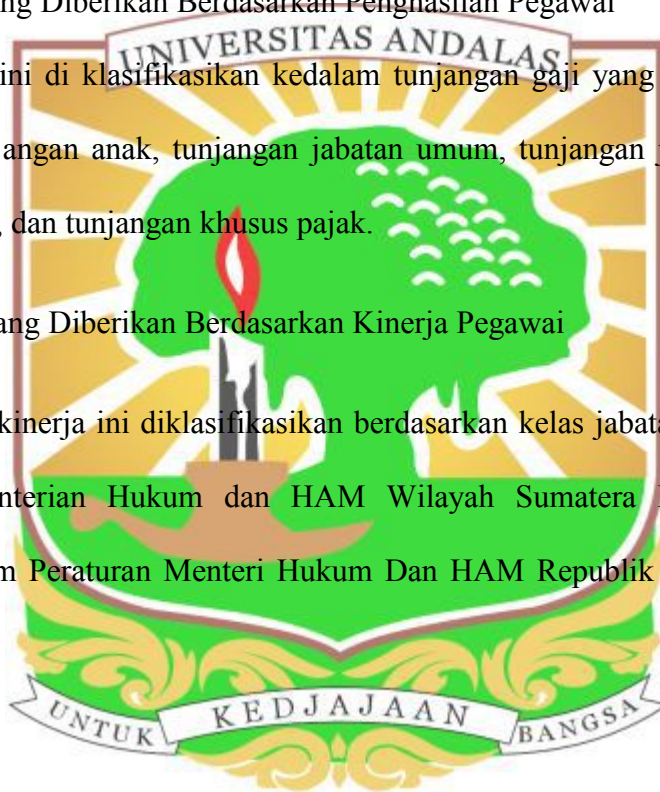 ng Diberikan Berdasarkan Penghasilan Pegawai
UNIVERSITAS ANDALAS
ini di klasifikasikan kedalam tunjangan gaji yang
angan anak, tunjangan jabatan umum, tunjangan j
, dan tunjangan khusus pajak.
ang Diberikan Berdasarkan Kinerja Pegawai
kinerja ini diklasifikasikan berdasarkan kelas jabata
nterian Hukum dan HAM Wilayah Sumatera
m Peraturan Menteri Hukum Dan HAM Republik
UNTUK KEDJAJAAN BANGSA